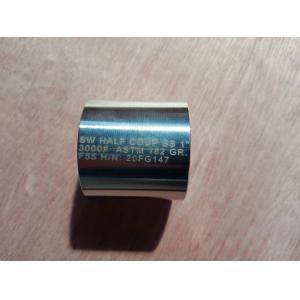 SW HALF COUP SS 1"
3000# ASTM 182 GR.
F55 H/N: 20FG147